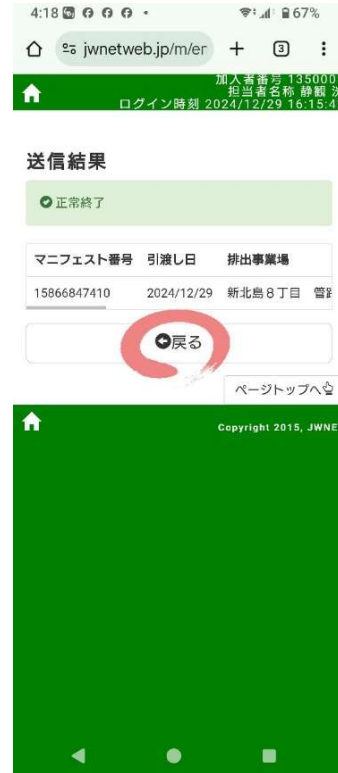 4:18
67%
jwnetweb.jp/m/er
3
加入者番号 135000
担当者名称 静観
ログイン時刻 2024/12/29 16:15:4
送信結果
正常終了
マニフェスト番号 引渡し日 排出事業場
15866847410 2024/12/29 新北島8丁目
戻る
ページトップへ
Copyright 2015, JWNE